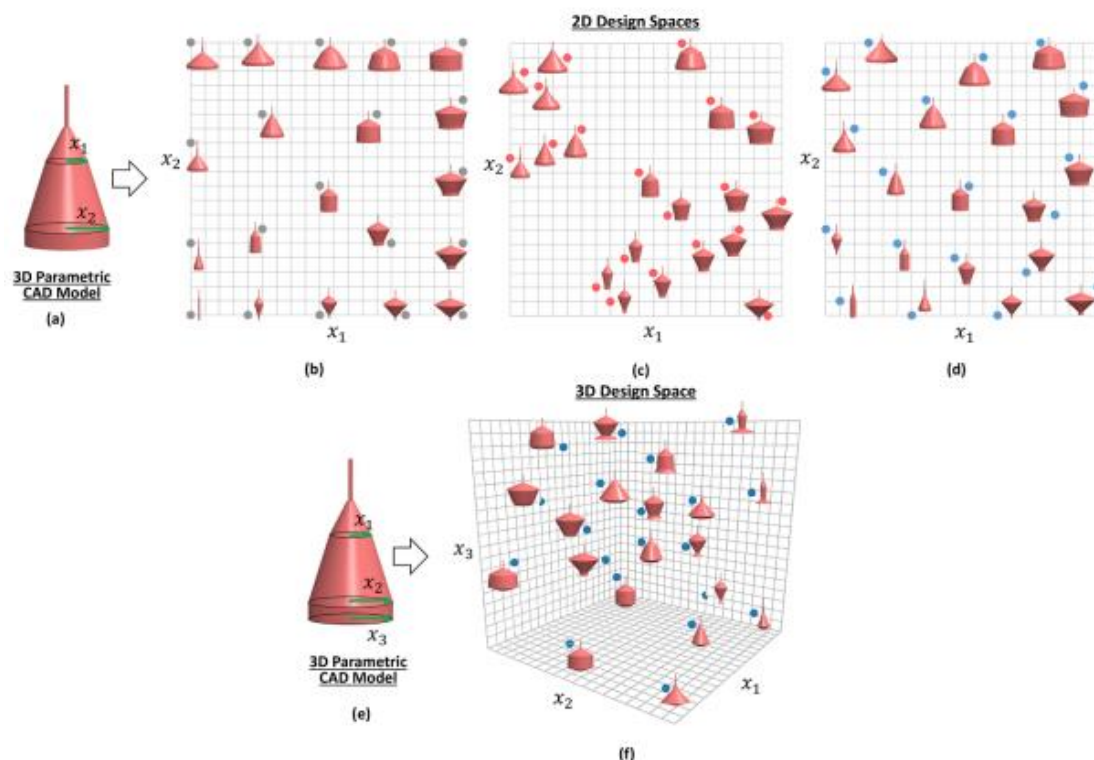 2D Design Spaces
x₁
x₂
3D Parametric
CAD Model
(a)
x₂
x₁
(b)
x₂
x₁
(c)
x₂
x₁
(d)
3D Design Space
x₁
x₂
x₃
3D Parametric
CAD Model
(e)
x₃
x₂
x₁
(f)